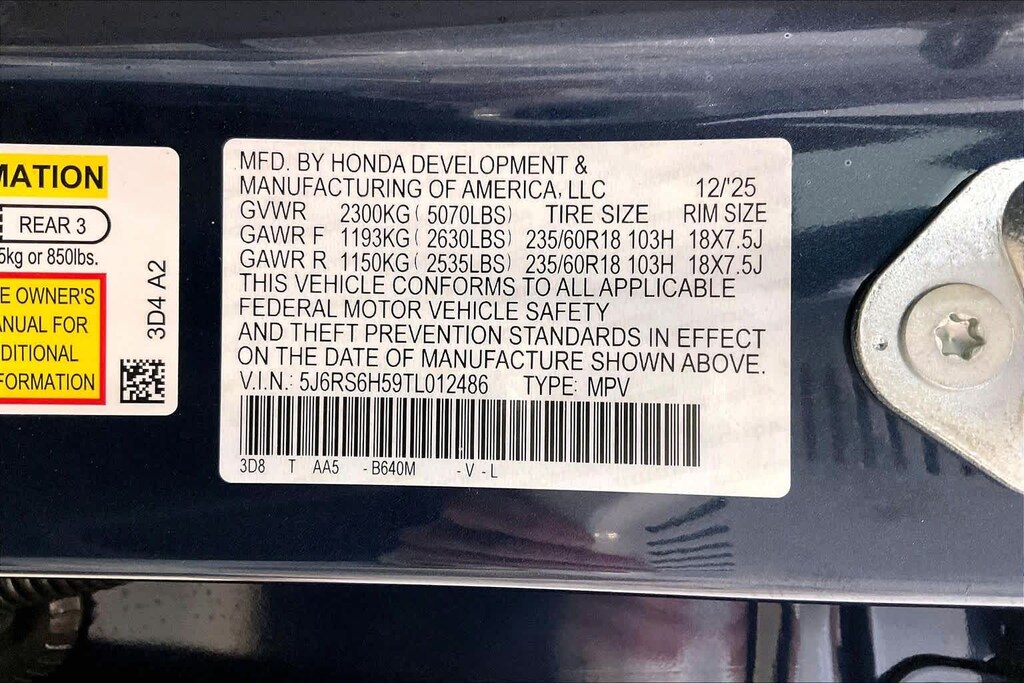 MATION
REAR 3
5kg or 850lbs.
E OWNER'S
NUAL FOR
DITIONAL
FORMATION
3D4 A2
MFD. BY HONDA DEVELOPMENT &
MANUFACTURING OF AMERICA, LLC 12/25
GVWR 2300KG ( 5070LBS) TIRE SIZE RIM SIZE
GAWR F 1193KG ( 2630LBS) 235/60R18 103H 18X7.5J
GAWR R 1150KG ( 2535LBS) 235/60R18 103H 18X7.5J
THIS VEHICLE CONFORMS TO ALL APPLICABLE
FEDERAL MOTOR VEHICLE SAFETY
AND THEFT PREVENTION STANDARDS IN EFFECT
ON THE DATE OF MANUFACTURE SHOWN ABOVE.
V.I.N.: 5J6RS6H59TL012486 TYPE: MPV
3D8 T AA5 - B640M - V - L